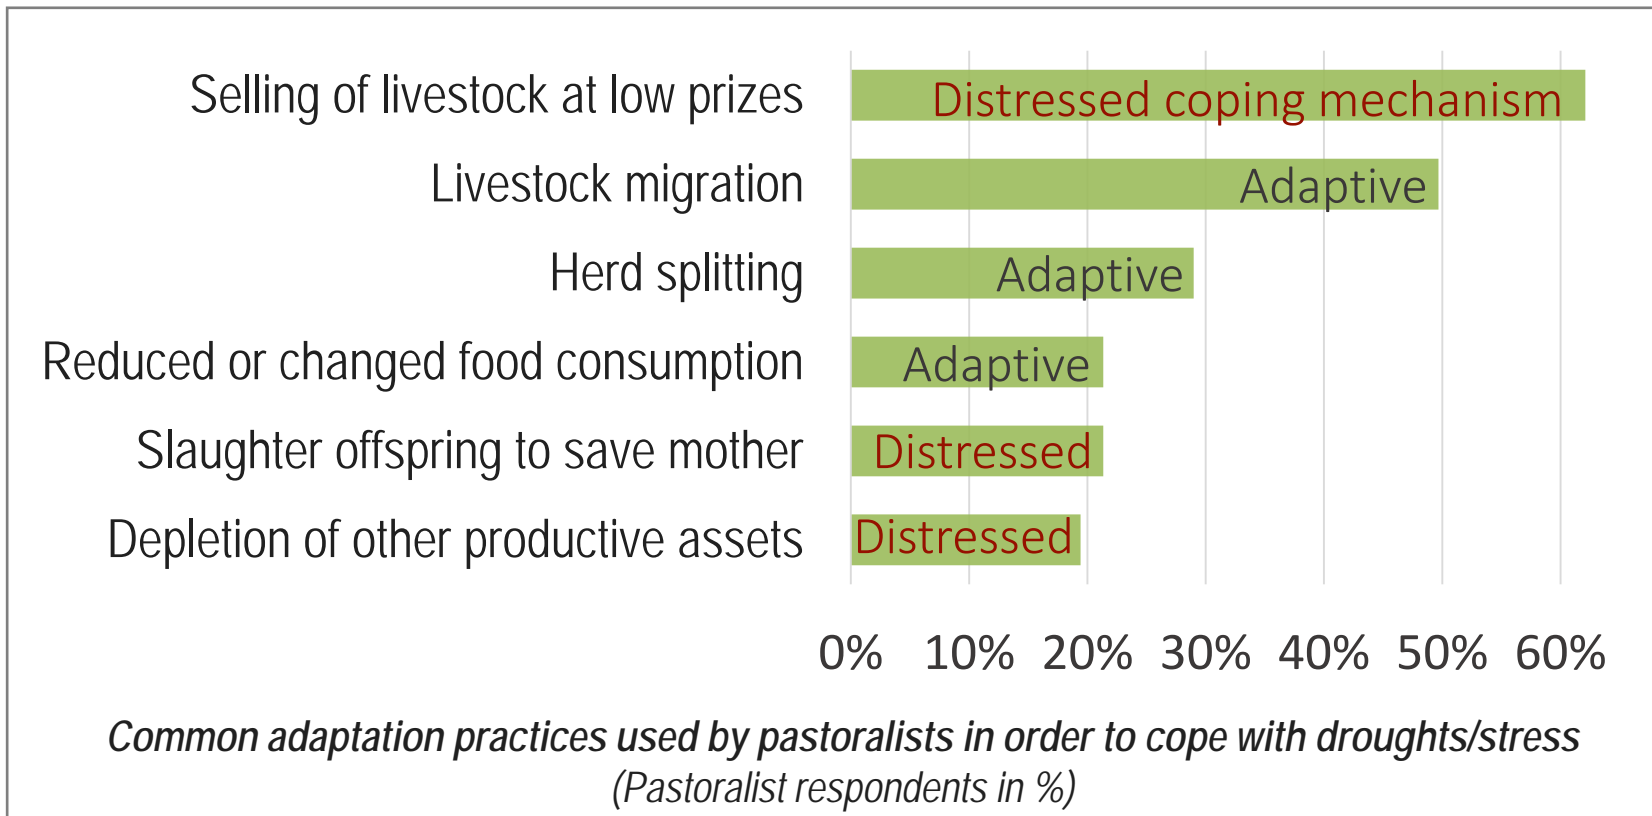 Selling of livestock at low prizes
Distressed coping mechanism
Livestock migration
Adaptive
Herd splitting
Adaptive
Reduced or changed food consumption
Adaptive
Slaughter offspring to save mother
Distressed
Depletion of other productive assets
Distressed
0% 10% 20% 30% 40% 50% 60%
Common adaptation practices used by pastoralists in order to cope with droughts/stress
(Pastoralist respondents in %)